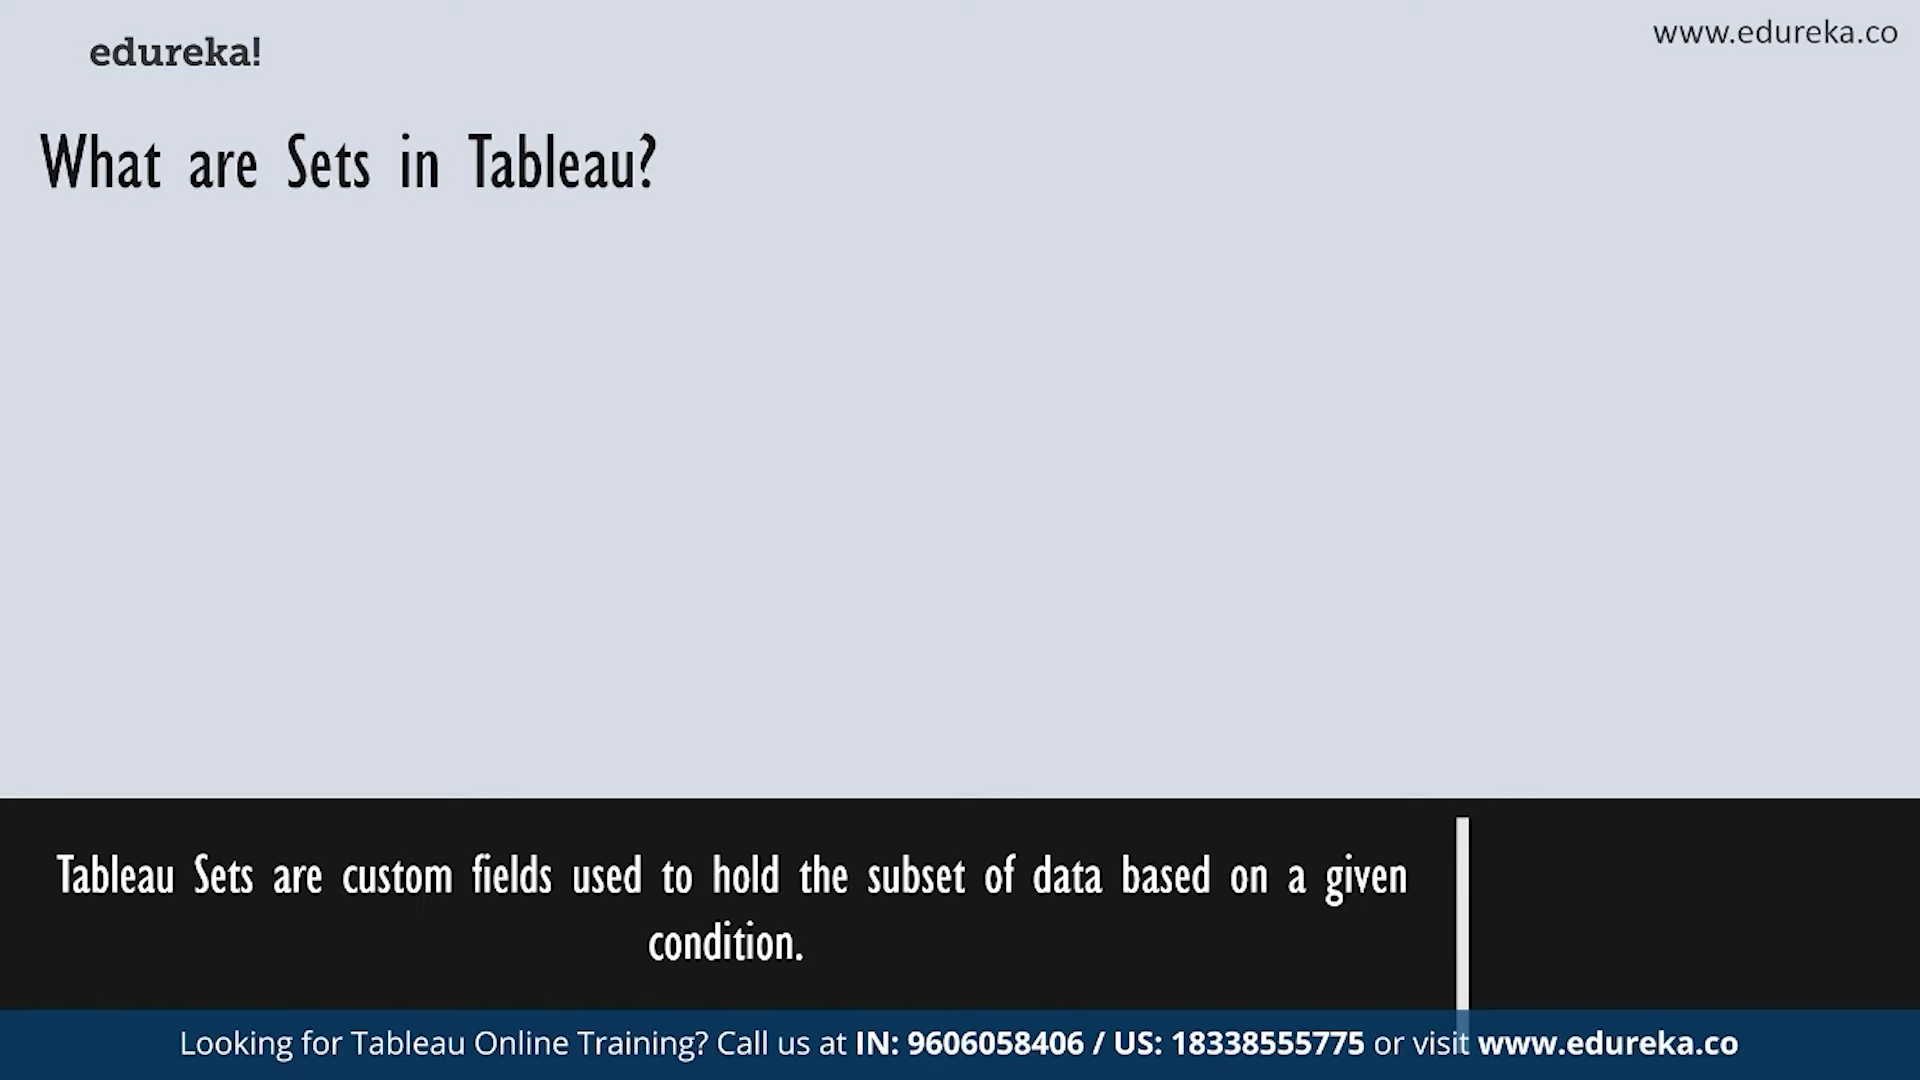 edureka!
www.edureka.co
What are Sets in Tableau?
Tableau Sets are custom fields used to hold the subset of data based on a given
condition.
Looking for Tableau Online Training? Call us at IN: 9606058406 / US: 18338555775 or visit www.edureka.co